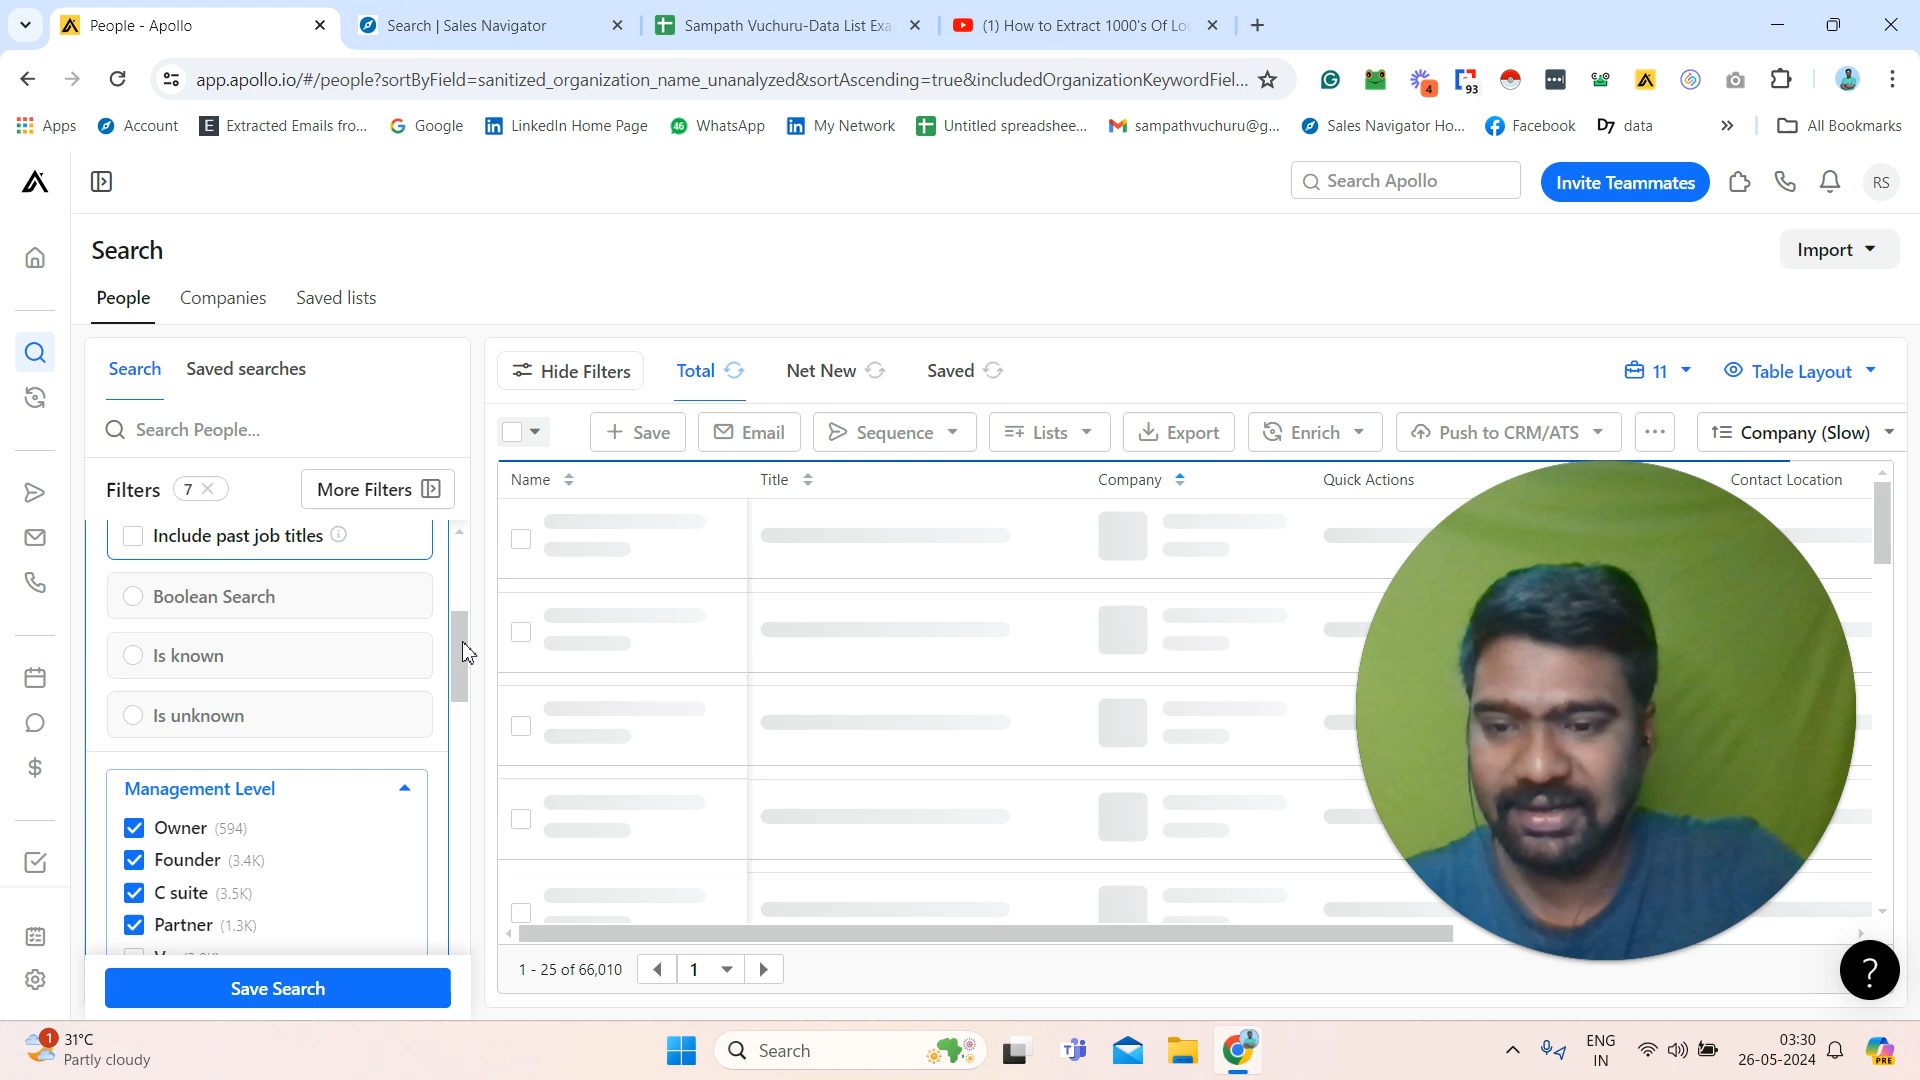 People - Apollo
Search | Sales Navigator
Sampath Vuchuru-Data List Exa
(1) How to Extract 1000's Of Lo
app.apollo.io/#/people?sortByField=sanitized_organization_name_unanalyzed&sortAscending=true&includedOrganizationKeywordFiel...
4
93
Apps
Account
Extracted Emails fro...
Google
LinkedIn Home Page
46
WhatsApp
My Network
Untitled spreadshee...
sampathvuchuru@g...
Sales Navigator Ho...
Facebook
data
All Bookmarks
Search Apollo
Invite Teammates
RS
Search
Import
People
Companies
Saved lists
Search
Saved searches
Hide Filters
Total
Net New
Saved
11
Table Layout
Search People...
Save
Email
Sequence
Lists
Export
Enrich
Push to CRM/ATS
Company (Slow)
Filters
7
More Filters
Name
Title
Company
Quick Actions
Contact Location
Include past job titles
Boolean Search
Is known
Is unknown
Management Level
Owner (594)
Founder (3.4K)
C suite (3.5K)
Partner (1.3K)
Save Search
1 - 25 of 66,010
1
?
1
31°C
Partly cloudy
Search
ENG
IN
03:30
26-05-2024
PRE